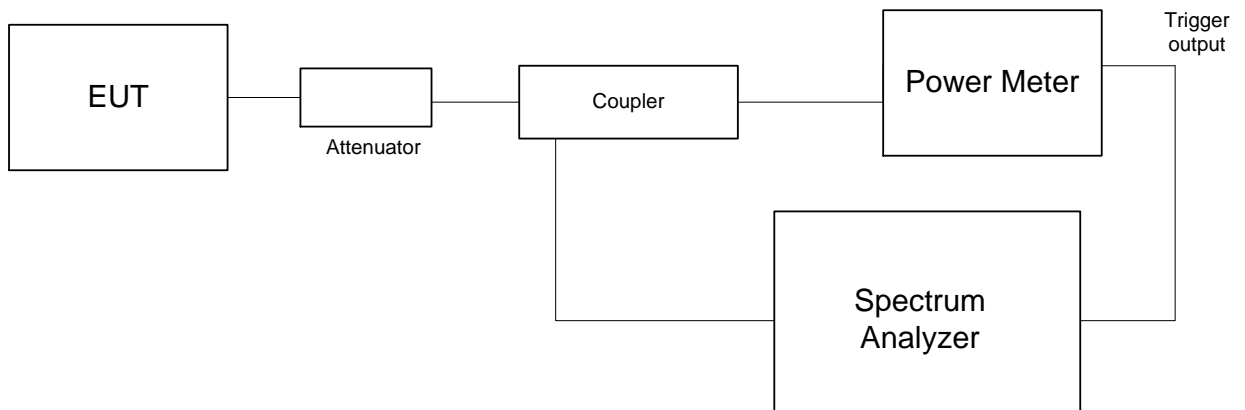 EUT
Attenuator
Coupler
Power Meter
Trigger
output
Spectrum
Analyzer